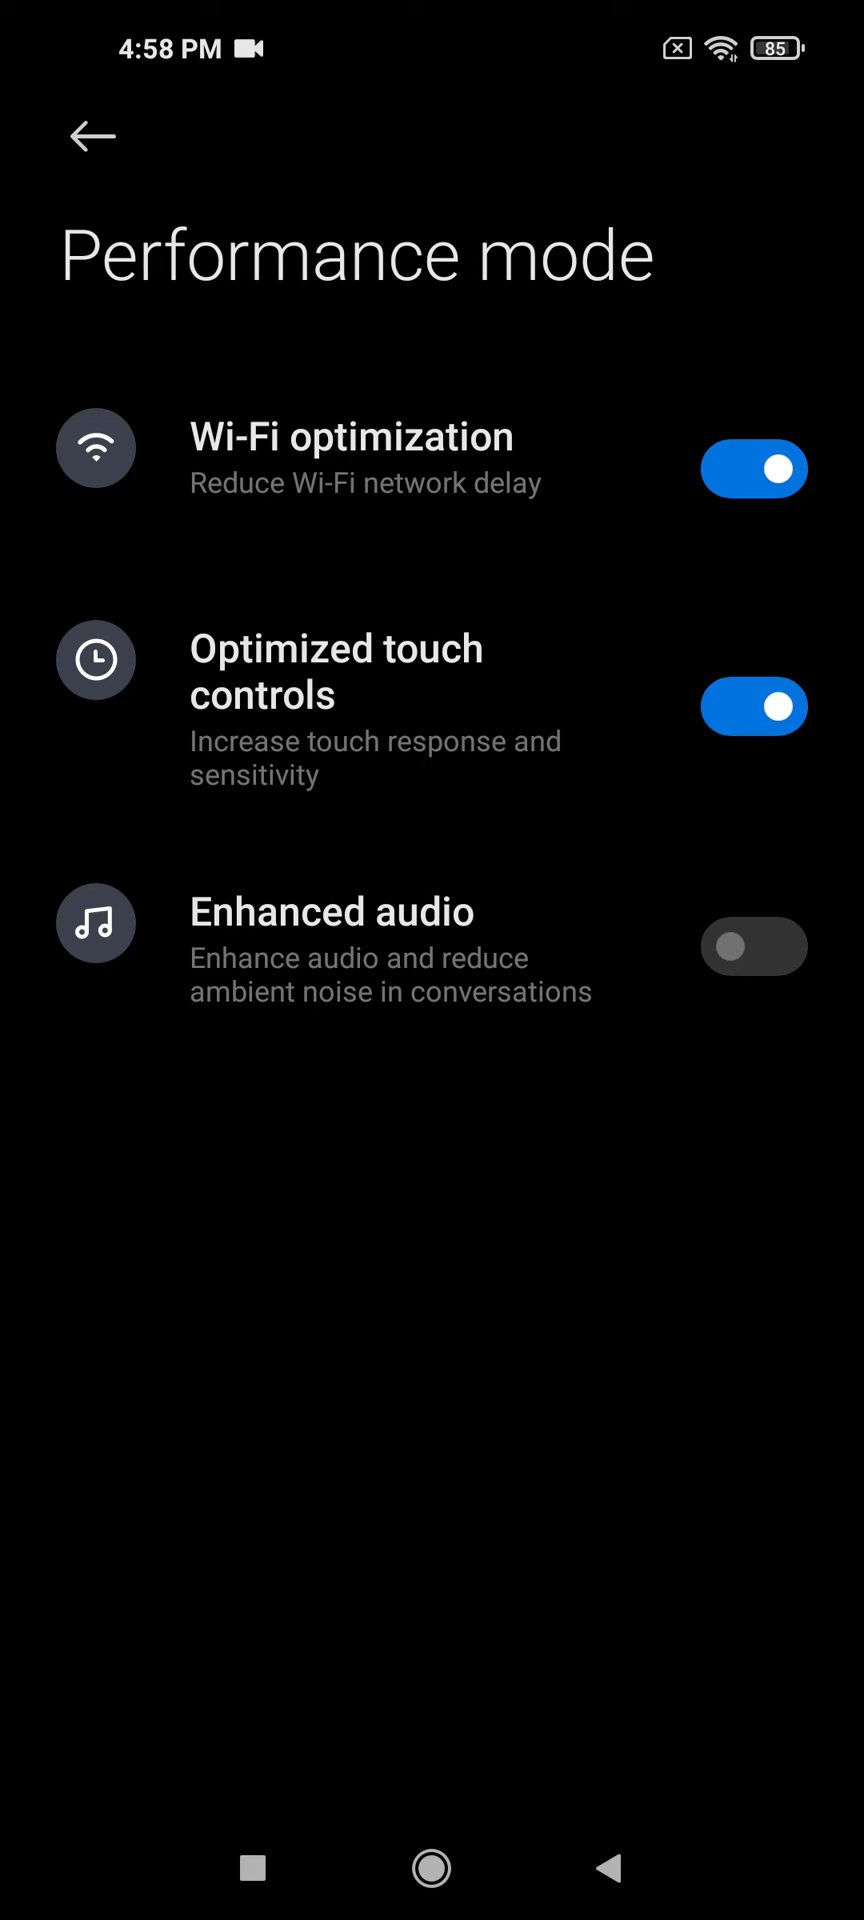 4:58 PM
85
Performance mode
Wi-Fi optimization
Reduce Wi-Fi network delay
Optimized touch
controls
Increase touch response and
sensitivity
Enhanced audio
Enhance audio and reduce
ambient noise in conversations